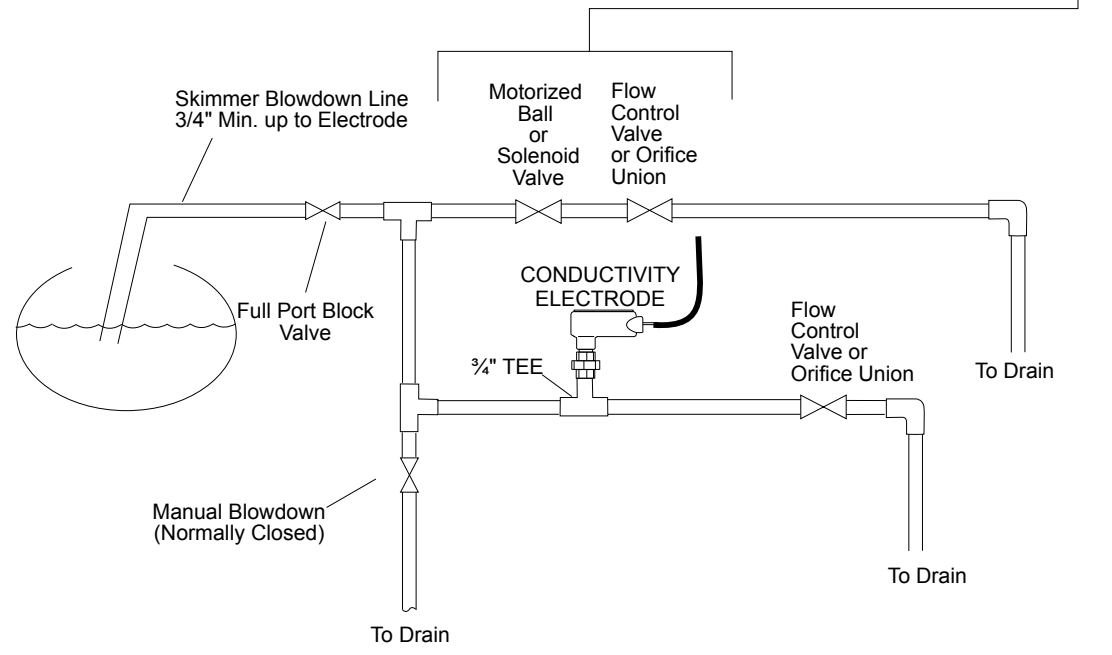 Skimmer Blowdown Line
3/4" Min. up to Electrode
Motorized
Ball
or
Solenoid
Valve
Flow
Control
Valve
or Orifice
Union
Full Port Block
Valve
CONDUCTIVITY
ELECTRODE
¾" TEE
Flow
Control
Valve or
Orifice Union
To Drain
Manual Blowdown
(Normally Closed)
To Drain
To Drain